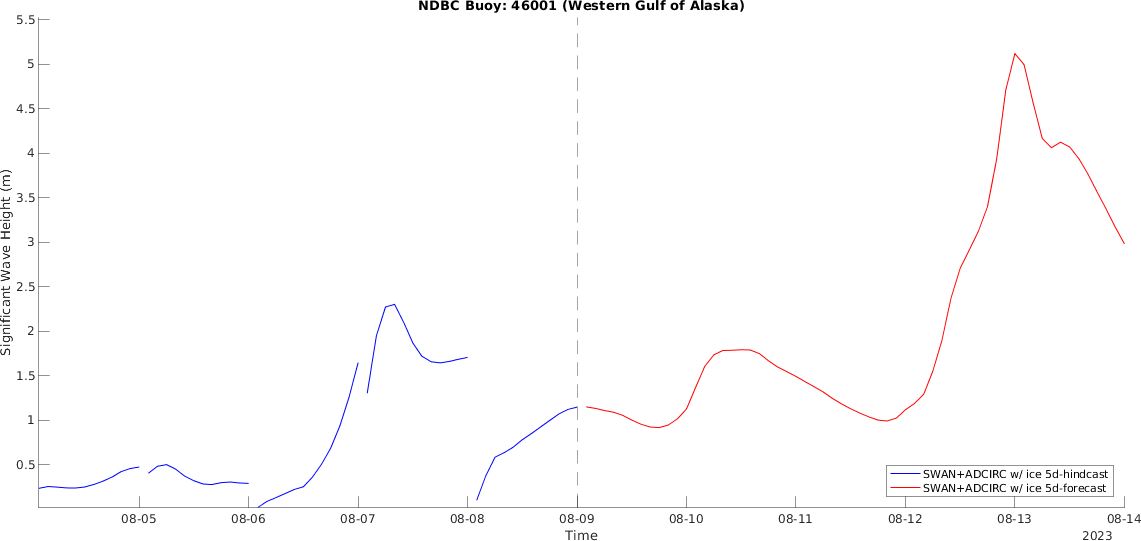 NDBC Buoy: 46001 (Western Gulf of Alaska)
5.5
5
4.5
4
3.5
3
2.5
2
1.5
1
0.5
Significant Wave Height (m)
SWAN+ADCIRC w/ ice 5d-hindcast
SWAN+ADCIRC w/ ice 5d-forecast
08-05 08-06 08-07 08-08 08-09 08-10 08-11 08-12 08-13 08-14
Time
2023